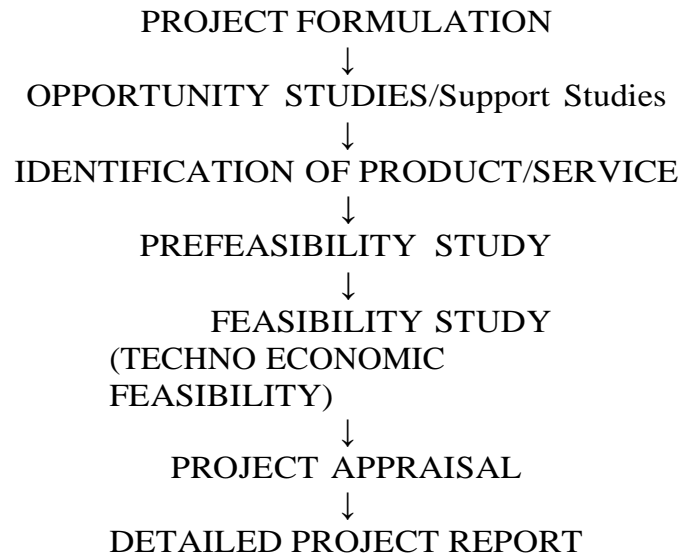 PROJECT FORMULATION
↓
OPPORTUNITY STUDIES/Support Studies
↓
IDENTIFICATION OF PRODUCT/SERVICE
↓
PREFEASIBILITY STUDY
↓
FEASIBILITY STUDY
(TECHNO ECONOMIC
FEASIBILITY)
↓
PROJECT APPRAISAL
↓
DETAILED PROJECT REPORT